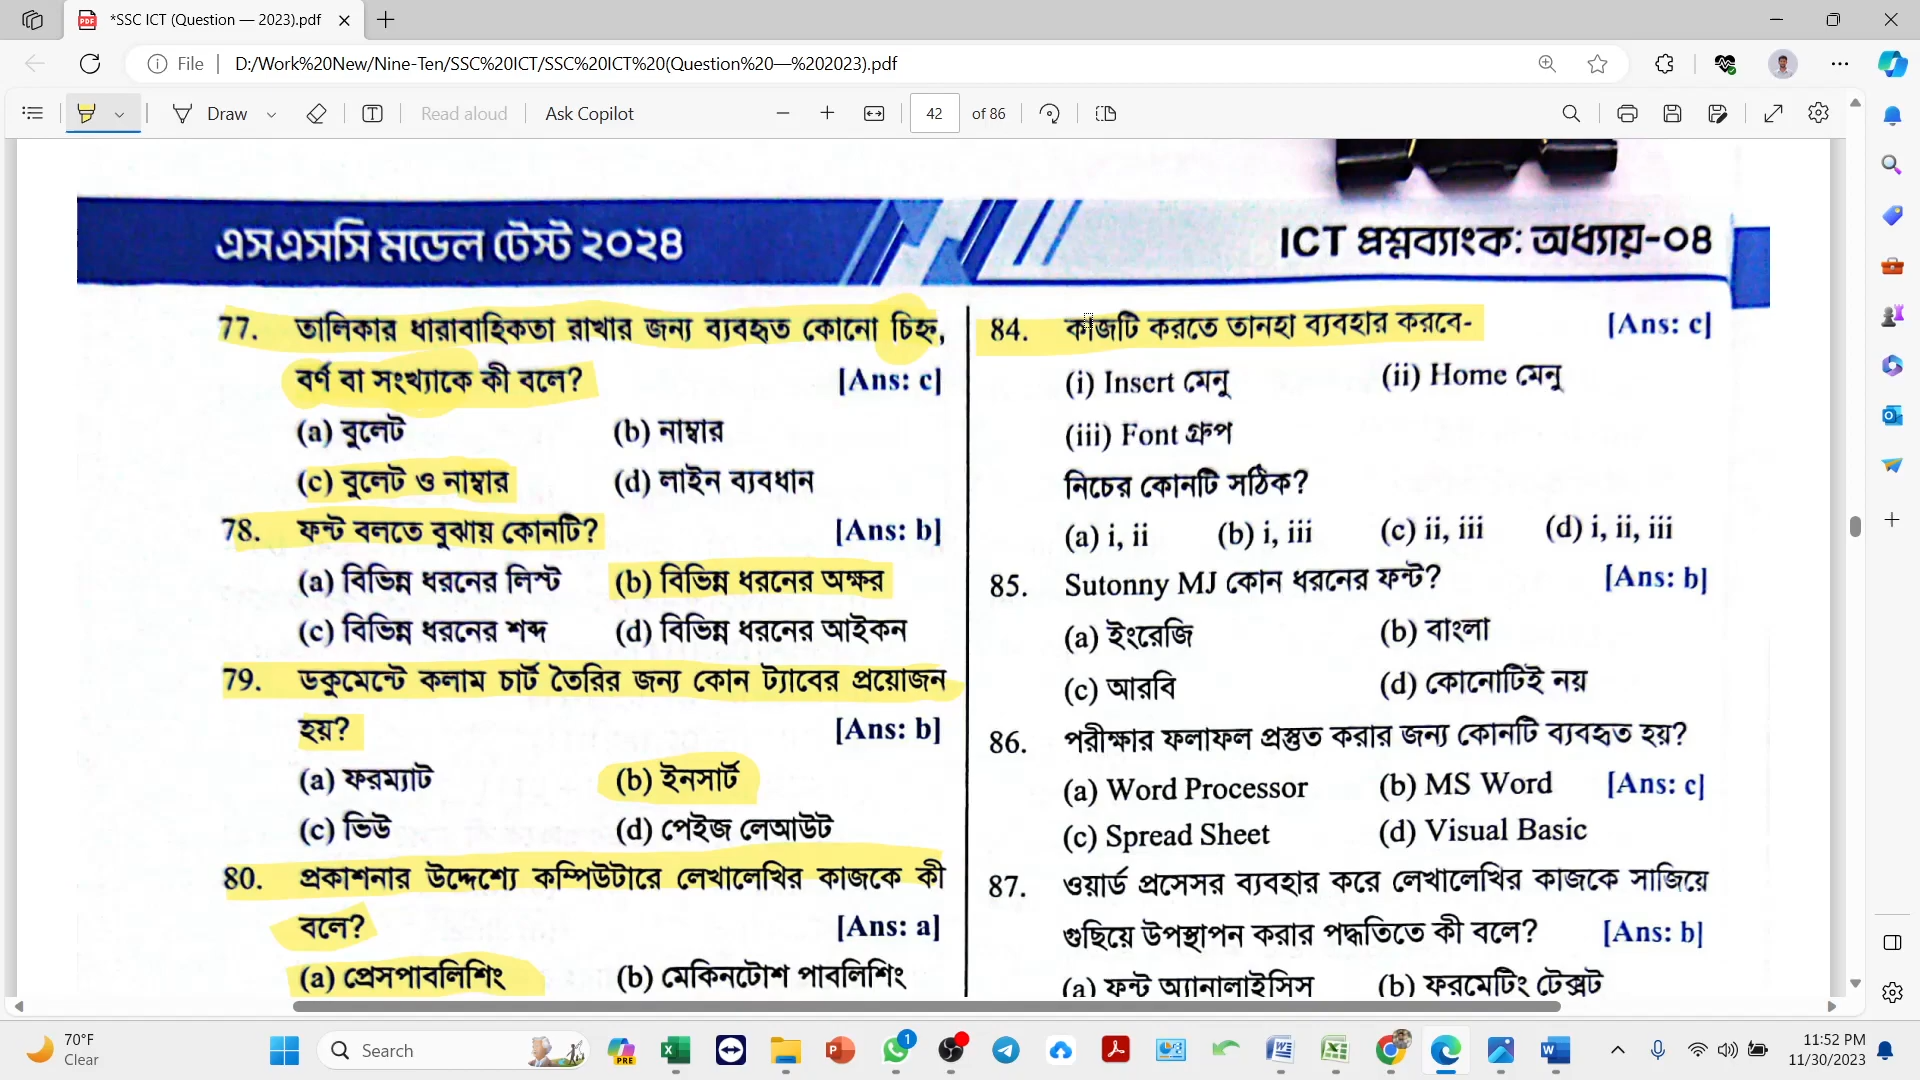 *SSC ICT (Question — 2023).pdf
File
D:/Work%20New/Nine-Ten/SSC%20ICT/SSC%20ICT%20(Question%20—%202023).pdf
Draw
Read aloud
Ask Copilot
42
of 86
এসএসসি মডেল টেস্ট ২০২৪
ICT প্রশ্নব্যাংক: অধ্যায়-০৪
77. তালিকার ধারাবাহিকতা রাখার জন্য ব্যবহৃত কোনো চিহ্ন,
বর্ণ বা সংখ্যাকে কী বলে? [Ans: c]
(a) বুলেট (b) নাম্বার
(c) বুলেট ও নাম্বার (d) লাইন ব্যবধান
78. ফন্ট বলতে বুঝায় কোনটি? [Ans: b]
(a) বিভিন্ন ধরনের লিস্ট (b) বিভিন্ন ধরনের অক্ষর
(c) বিভিন্ন ধরনের শব্দ (d) বিভিন্ন ধরনের আইকন
79. ডকুমেন্টে কলাম চার্ট তৈরির জন্য কোন ট্যাবের প্রয়োজন
হয়? [Ans: b]
(a) ফরম্যাট (b) ইনসার্ট
(c) ভিউ (d) পেইজ লেআউট
80. প্রকাশনার উদ্দেশ্যে কম্পিউটারে লেখালেখির কাজকে কী
বলে? [Ans: a]
(a) প্রেসপাবলিশিং (b) মেকিনটোশ পাবলিশিং
84. কাজটি করতে তানহা ব্যবহার করবে- [Ans: c]
(i) Insert মেনু (ii) Home মেনু
(iii) Font গ্রুপ
নিচের কোনটি সঠিক?
(a) i, ii (b) i, iii (c) ii, iii (d) i, ii, iii
85. Sutonny MJ কোন ধরনের ফন্ট? [Ans: b]
(a) ইংরেজি (b) বাংলা
(c) আরবি (d) কোনোটিই নয়
86. পরীক্ষার ফলাফল প্রস্তুত করার জন্য কোনটি ব্যবহৃত হয়?
(a) Word Processor (b) MS Word [Ans: c]
(c) Spread Sheet (d) Visual Basic
87. ওয়ার্ড প্রসেসর ব্যবহার করে লেখালেখির কাজকে সাজিয়ে
গুছিয়ে উপস্থাপন করার পদ্ধতিতে কী বলে? [Ans: b]
(a) ফন্ট অ্যানালাইসিস (b) ফরমেটিং টেক্সট
70°F
Clear
Search
PRE
1
11:52 PM
11/30/2023